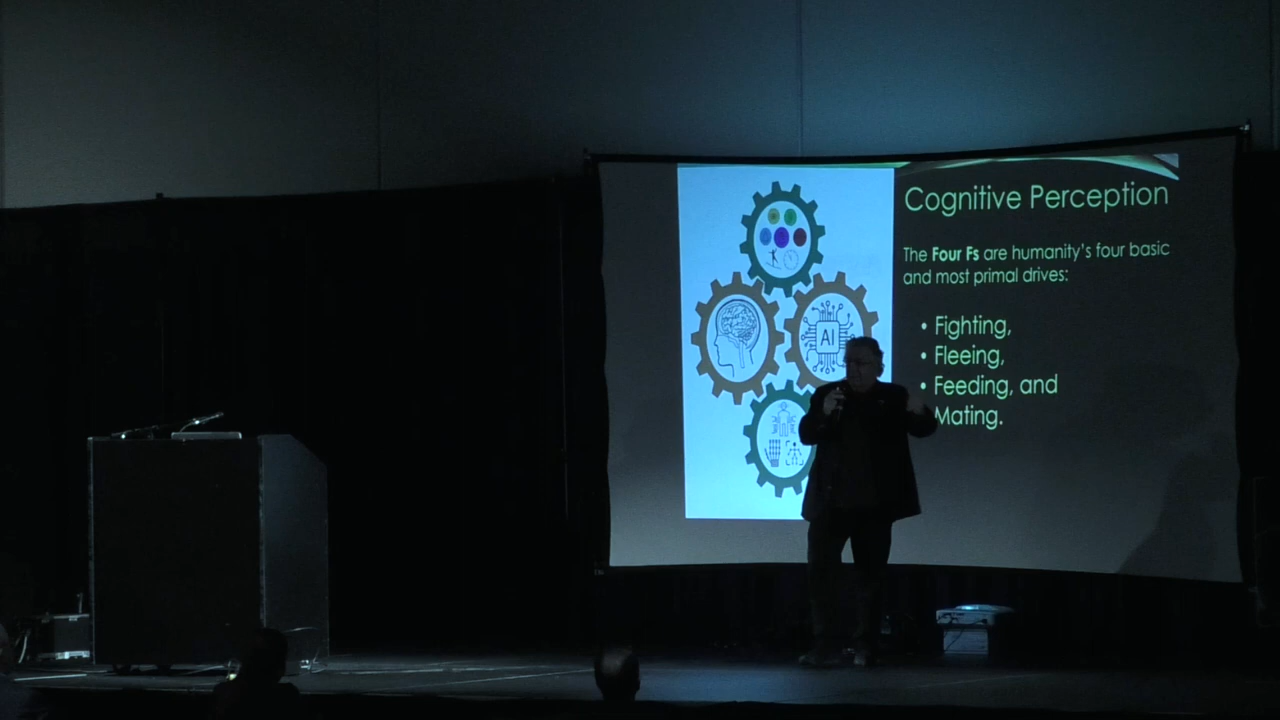 Cognitive Perception
The Four Fs are humanity's four basic
and most primal drives:
• Fighting,
• Fleeing,
• Feeding, and
Mating.
AI